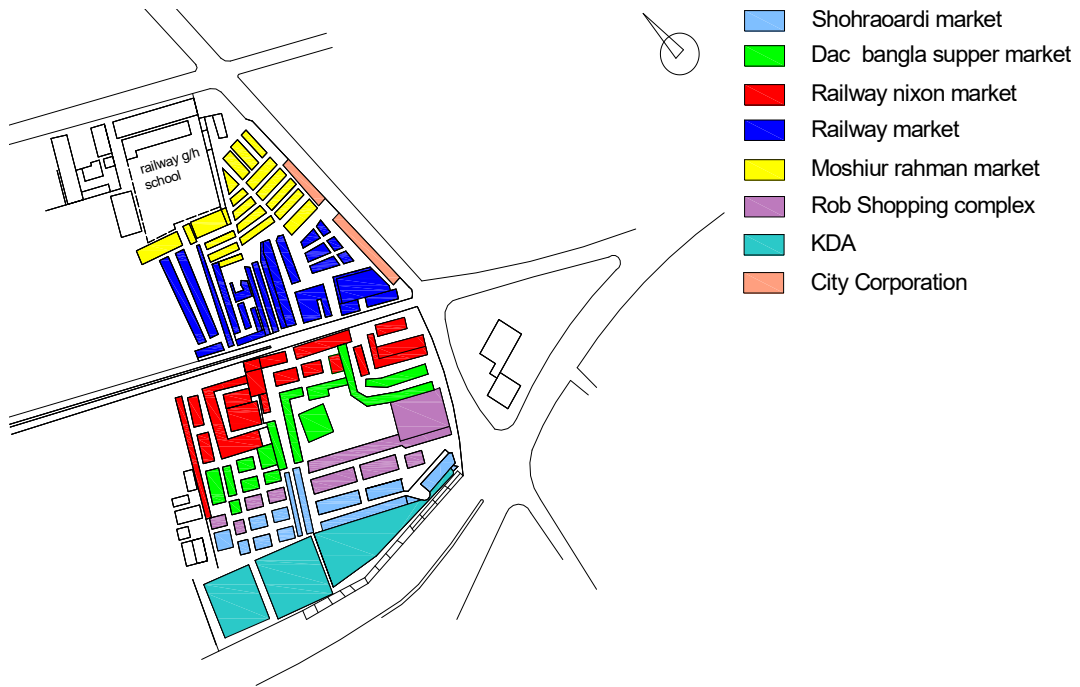 railway g/h
school
Shohraoardi market
Dac bangla supper market
Railway nixon market
Railway market
Moshiur rahman market
Rob Shopping complex
KDA
City Corporation